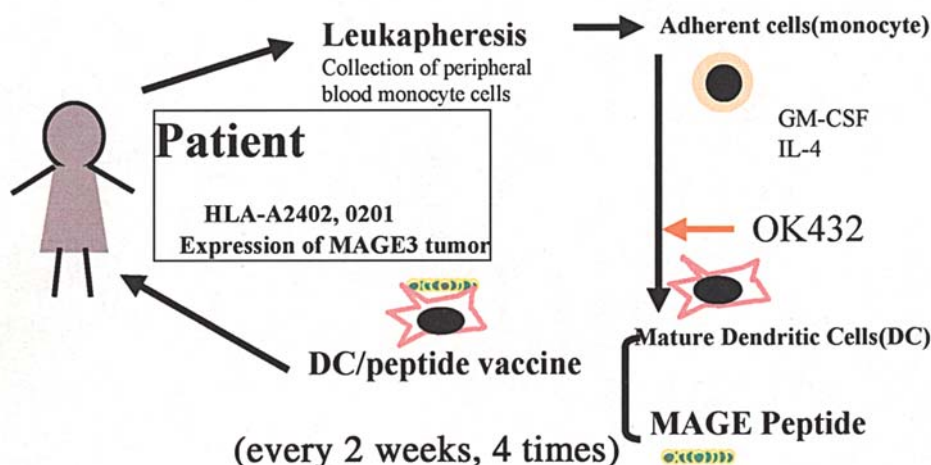 Leukapheresis
Collection of peripheral
blood monocyte cells
Adherent cells(monocyte)
GM-CSF
IL-4
OK432
Patient
HLA-A2402, 0201
Expression of MAGE3 tumor
Mature Dendritic Cells(DC)
MAGE Peptide
DC/peptide vaccine
(every 2 weeks, 4 times)